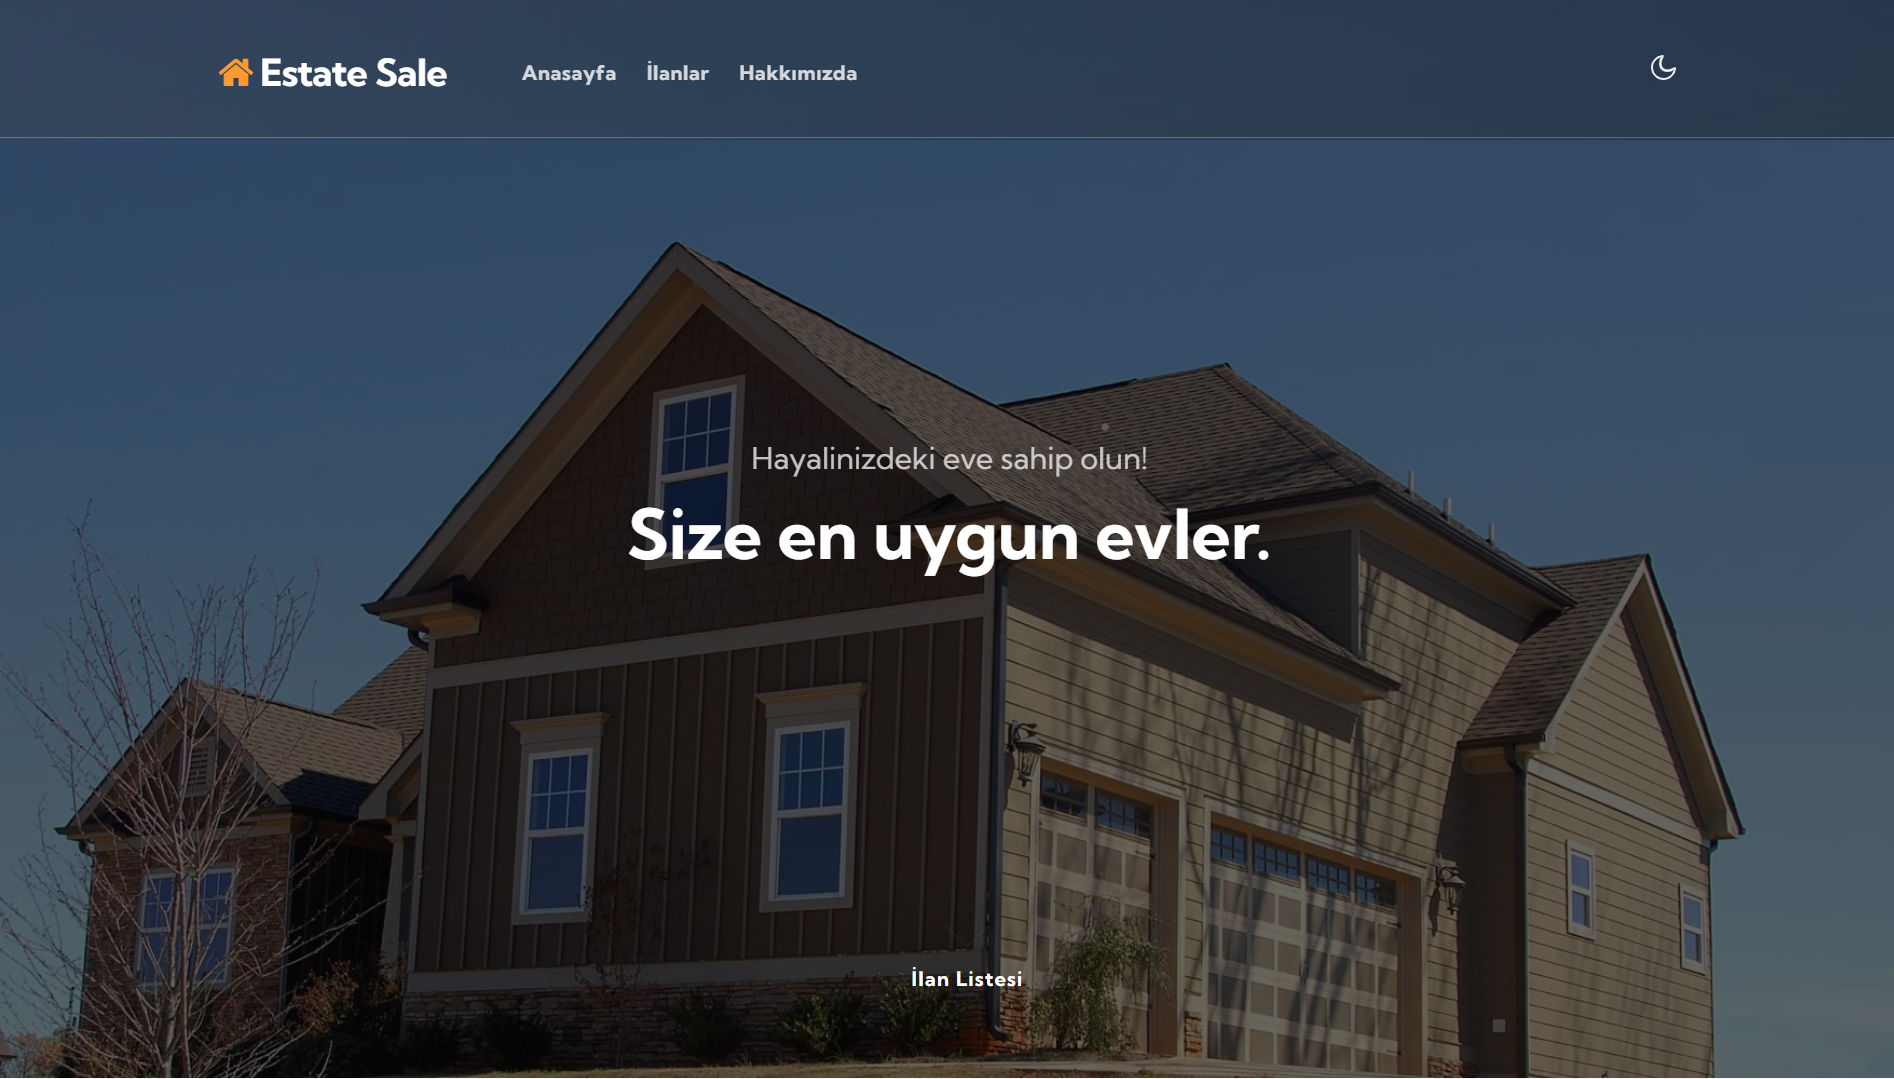 Estate Sale
Anasayfa İlanlar Hakkımızda
Hayalinizdeki eve sahip olun!
Size en uygun evler.
İlan Listesi